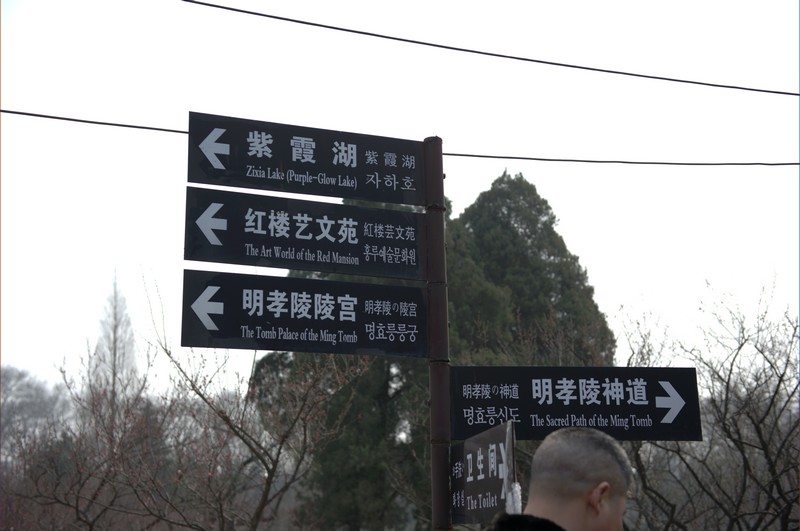 紫霞湖 紫霞湖
Zixia Lake (Purple-Glow Lake) 자하호
红楼艺文苑 紅楼芸文苑
The Art World of the Red Mansion 홍루예술문화원
明孝陵陵宫 明孝陵の陵宮
The Tomb Palace of the Ming Tomb 명효릉릉궁
明孝陵の神道 明孝陵神道
명효릉신도 The Sacred Path of the Ming Tomb
卫生间
The Toilet